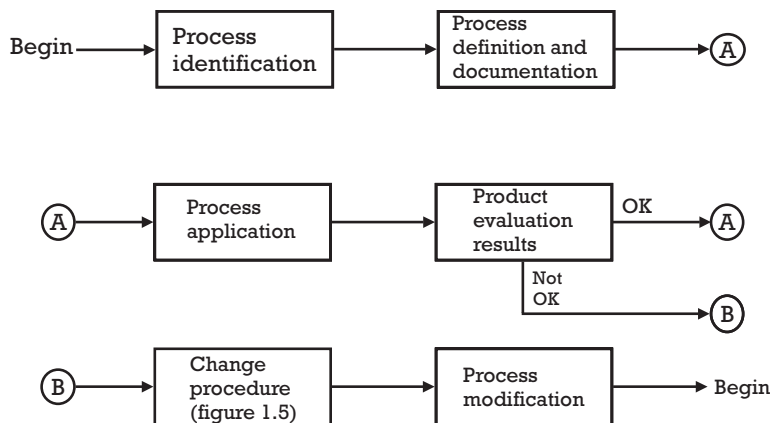 Begin
Process
identification
Process
definition and
documentation
A
A
Process
application
Product
evaluation
results
OK
A
Not
OK
B
B
Change
procedure
(figure 1.5)
Process
modification
Begin